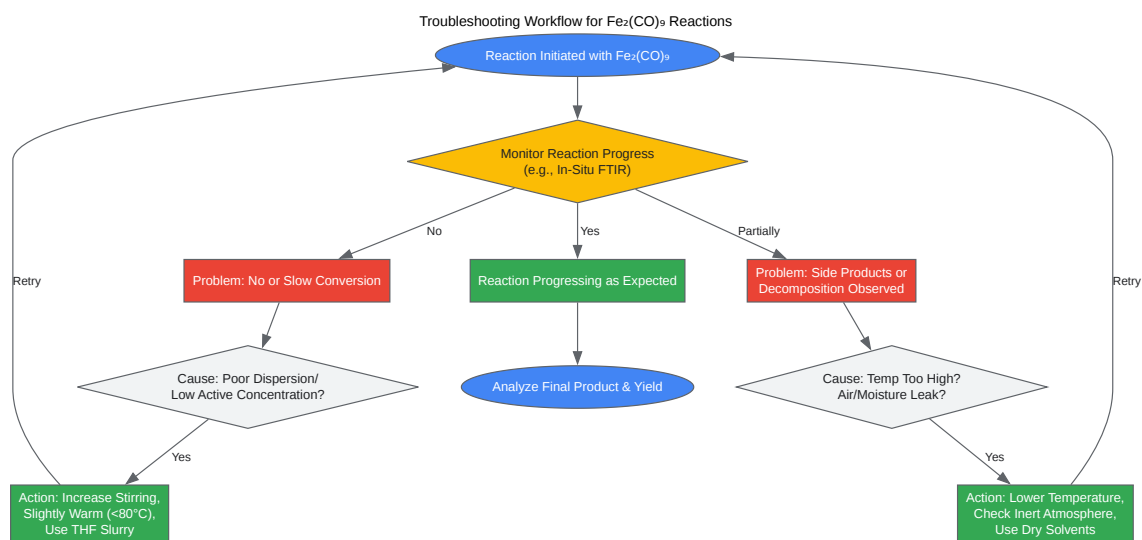 Troubleshooting Workflow for Fe₂(CO)₉ Reactions
Reaction Initiated with Fe₂(CO)₉
Monitor Reaction Progress
(e.g., In-Situ FTIR)
No
Yes
Partially
Retry
Problem: No or Slow Conversion
Reaction Progressing as Expected
Problem: Side Products or
Decomposition Observed
Retry
Cause: Poor Dispersion/
Low Active Concentration?
Analyze Final Product & Yield
Cause: Temp Too High?
Air/Moisture Leak?
Yes
Yes
Action: Increase Stirring,
Slightly Warm (<80°C),
Use THF Slurry
Action: Lower Temperature,
Check Inert Atmosphere,
Use Dry Solvents